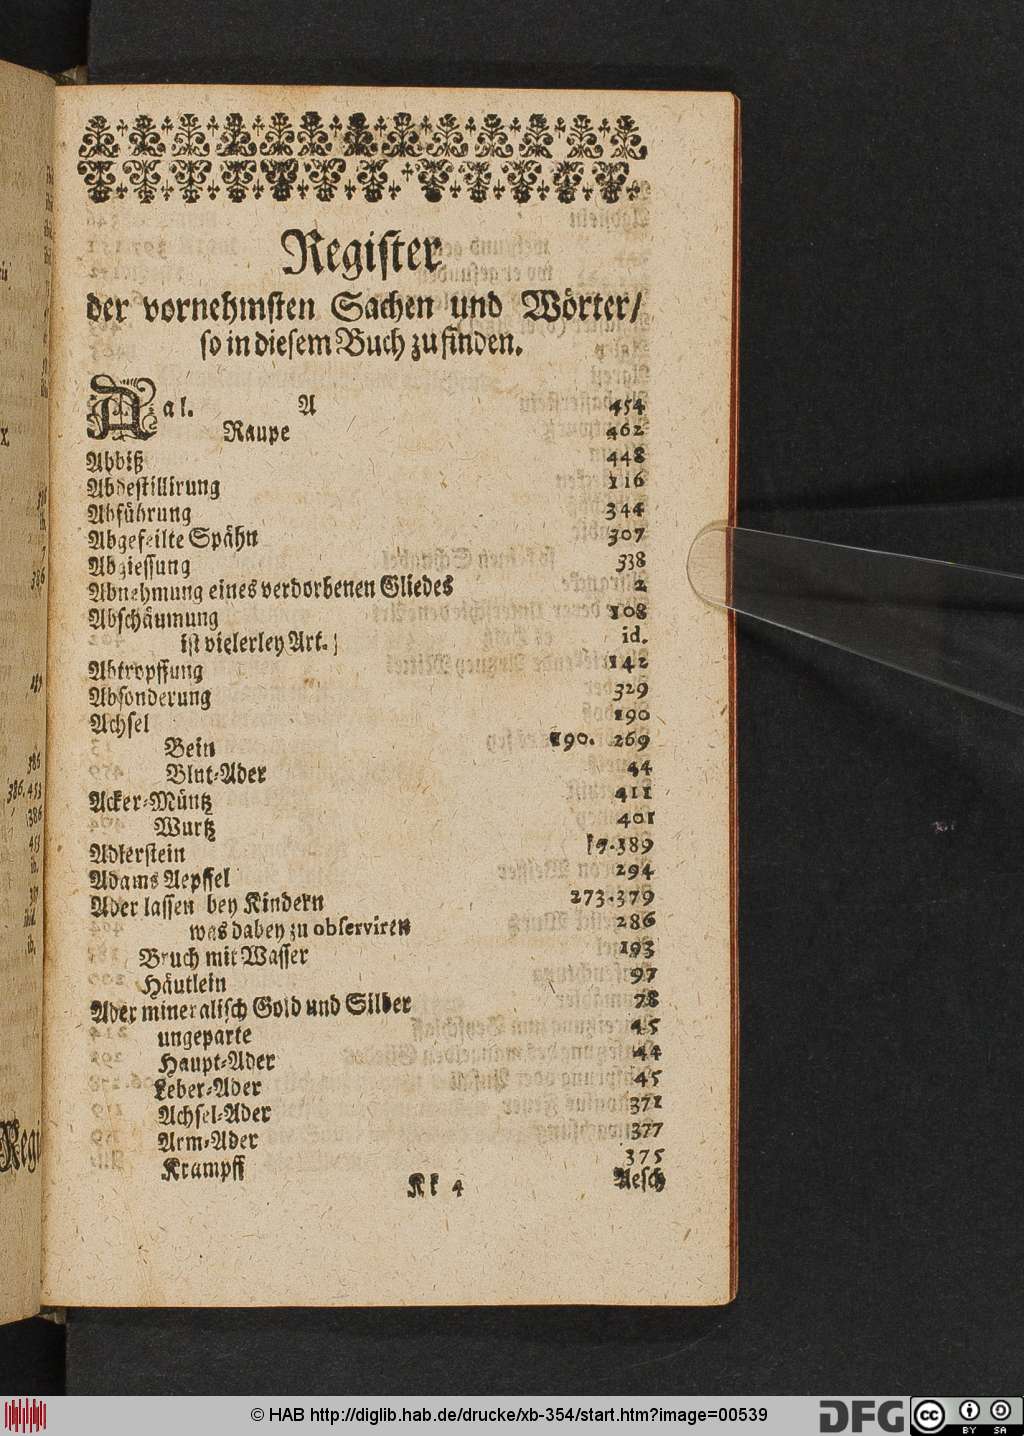 Register
der vornehmsten Sachen und Wörter/
so in diesem Buch zu finden.
A
Aal. 454
Raupe 462
Abbiß 448
Abdestillirung 116
Abführung 344
Abgefeilte Spähn 307
Abgiessung 338
Abnehmung eines verdorbenen Gliedes 2
Abschäumung 108
ist vielerley Art. id.
Abtropffung 142
Absonderung 329
Achsel 190
Bein 190. 269
Blut-Ader 44
Acker-Müntz 411
Wurtz 401
Adlerstein 389
Adams Aepffel 294
Ader lassen bey Kindern 273.379
was dabey zu observiren 286
Bruch mit Wasser 193
Häutlein 97
Ader mineralisch Gold und Silber 78
ungeparte 45
Haupt-Ader 44
Leber-Ader 45
Achsel-Ader 371
Arm-Ader 377
Krampff 375
Kk 4 Aesch
© HAB http://diglib.hab.de/drucke/xb-354/start.htm?image=00539
DFG
cc BY SA